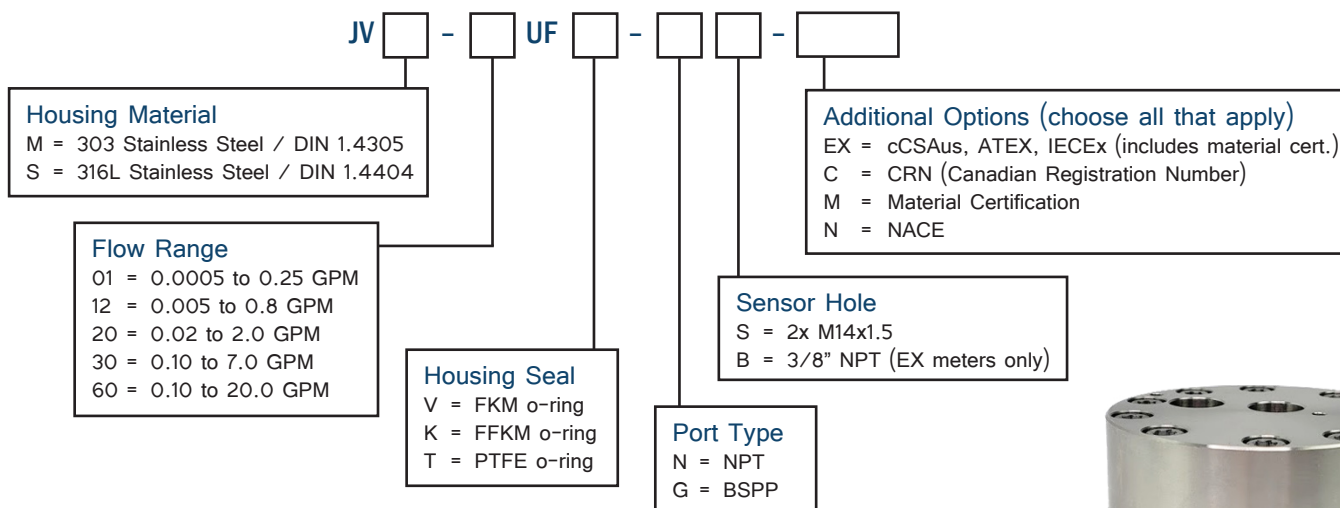 JV - UF - -
Housing Material
M = 303 Stainless Steel / DIN 1.4305
S = 316L Stainless Steel / DIN 1.4404
Flow Range
01 = 0.0005 to 0.25 GPM
12 = 0.005 to 0.8 GPM
20 = 0.02 to 2.0 GPM
30 = 0.10 to 7.0 GPM
60 = 0.10 to 20.0 GPM
Housing Seal
V = FKM o-ring
K = FFKM o-ring
T = PTFE o-ring
Port Type
N = NPT
G = BSPP
Sensor Hole
S = 2x M14x1.5
B = 3/8” NPT (EX meters only)
Additional Options (choose all that apply)
EX = cCSAus, ATEX, IECEx (includes material cert.)
C = CRN (Canadian Registration Number)
M = Material Certification
N = NACE